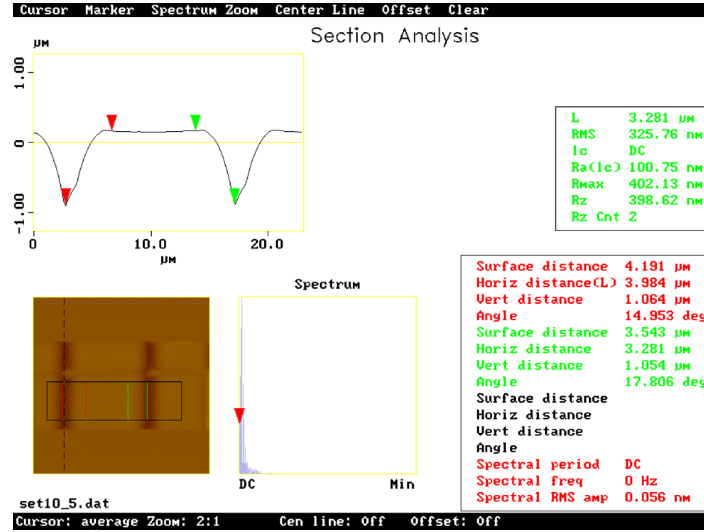 Cursor Marker Spectrum Zoom Center Line Offset Clear
Section Analysis
µm
1.00
0
-1.00
0 10.0 20.0
µm
L 3.281 µm
RMS 325.76 nm
lc DC
Ra(lc) 100.75 nm
Rmax 402.13 nm
Rz 398.62 nm
Rz Cnt 2
Surface distance 4.191 µm
Horiz distance(L) 3.984 µm
Vert distance 1.064 µm
Angle 14.953 deg
Surface distance 3.543 µm
Horiz distance 3.281 µm
Vert distance 1.054 µm
Angle 17.806 deg
Surface distance
Horiz distance
Vert distance
Angle
Spectral period DC
Spectral freq 0 Hz
Spectral RMS amp 0.056 nm
Spectrum
DC Min
set10_5.dat
Cursor: average Zoom: 2:1 Cen line: Off Offset: Off